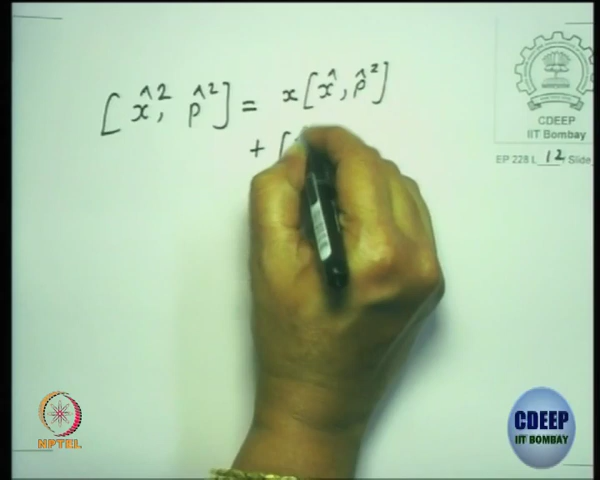 [ x̂², p̂² ] = x [ x̂, p̂² ]
+ [
CDEEP
IIT Bombay
EP 228 L 12, Slide
NPTEL
CDEEP
IIT BOMBAY